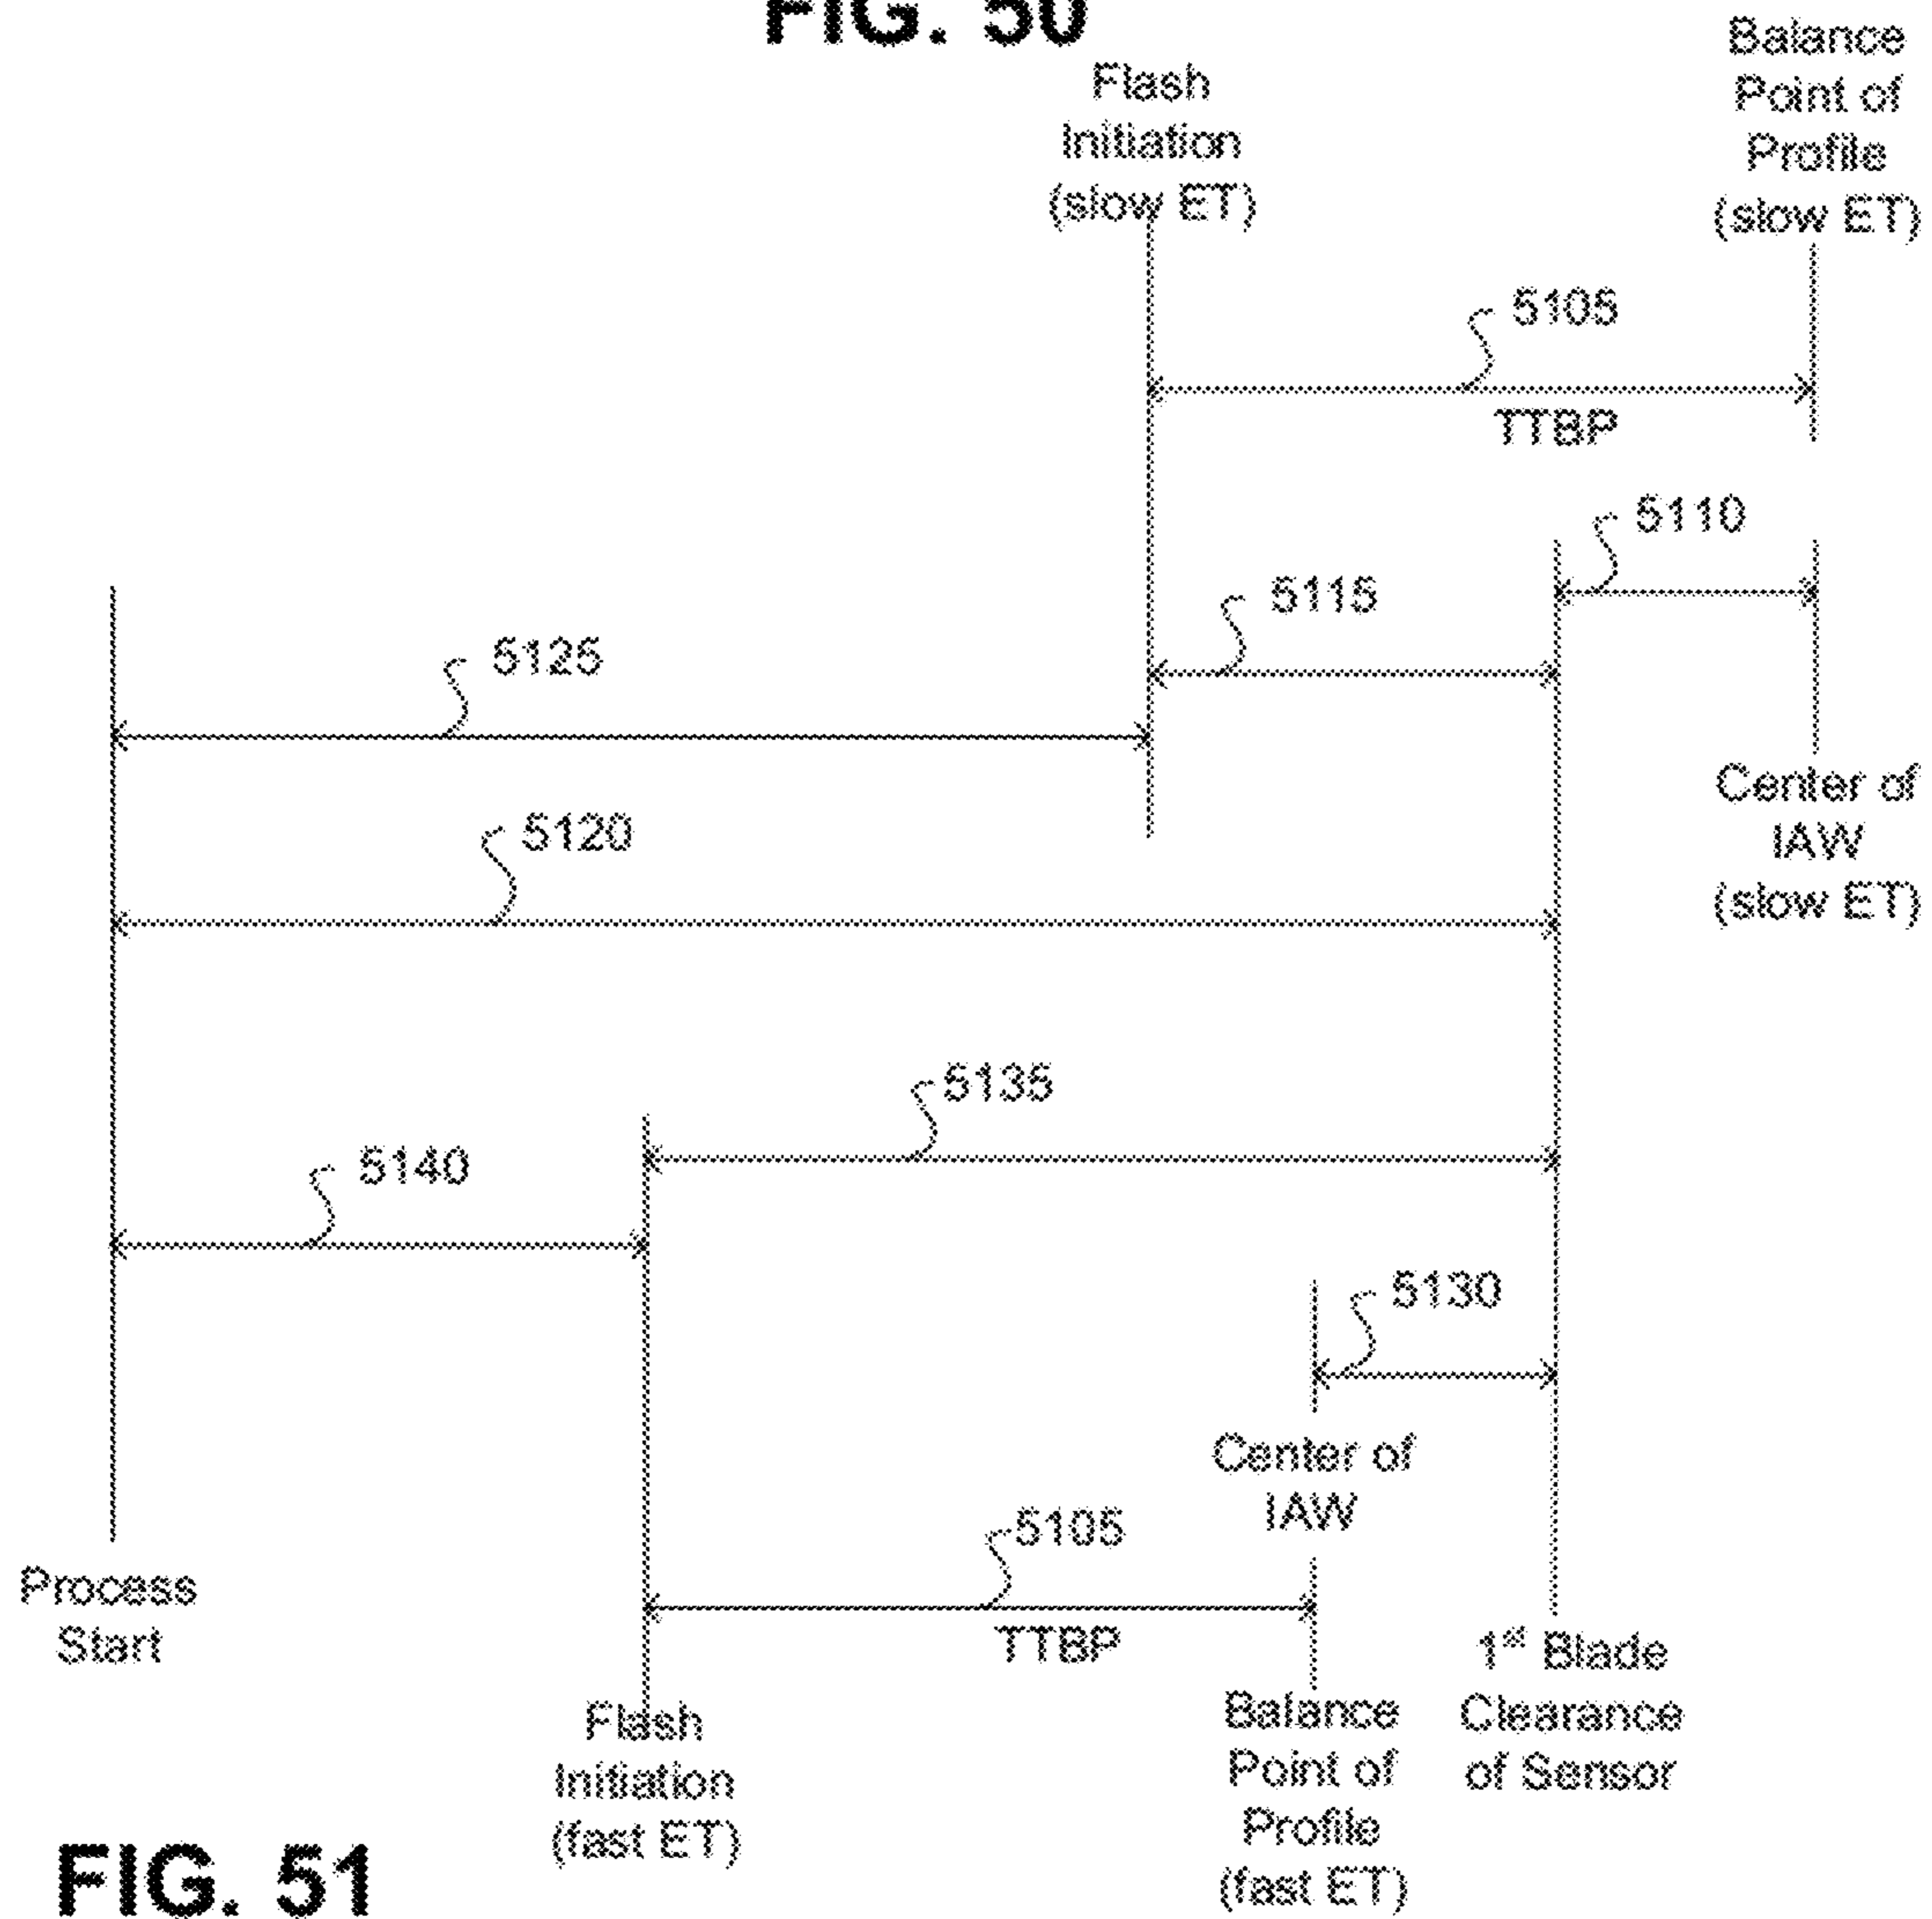 FIG. 50
Flash
Initiation
(slow ET)
Balance
Point of
Profile
(slow ET)
5105
TTBP
5110
5115
5125
Center of
IAW
(slow ET)
5120
5135
5140
5130
Center of
IAW
5105
TTBP
Process
Start
1st Blade
Clearance
of Sensor
Flash
Initiation
(fast ET)
Balance
Point of
Profile
(fast ET)
FIG. 51